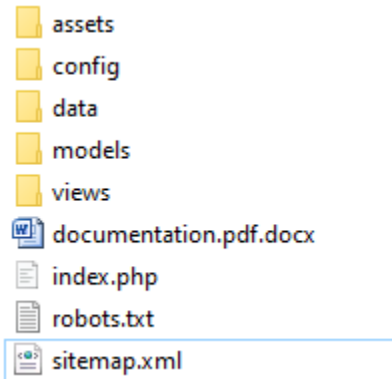 assets
config
data
models
views
documentation.pdf.docx
index.php
robots.txt
sitemap.xml